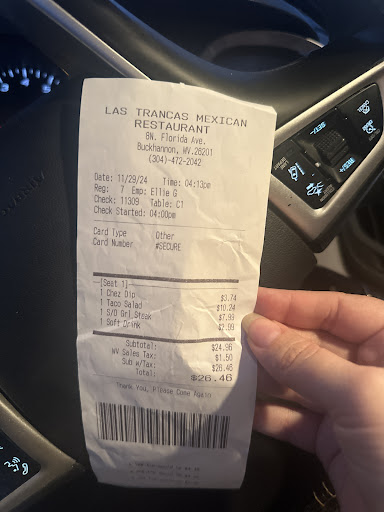 LAS TRANCAS MEXICAN
RESTAURANT
8N. Florida Ave.
Buckhannon, WV.26201
(304)-472-2042
Date: 11/29/24 Time: 04:13pm
Reg: 7 Emp: Ellie G
Check: 11309 Table: C1
Check Started: 04:00pm
Card Type Other
Card Number #SECURE
[Seat 1]
1 Chez Dip $3.74
1 Taco Salad $10.24
1 S/O Grl Steak $7.99
1 Soft Drink $2.99
Subtotal: $24.96
WV Sales Tax: $1.50
Sub w/Tax: $26.46
Total: $26.46
Thank You, Please Come Again